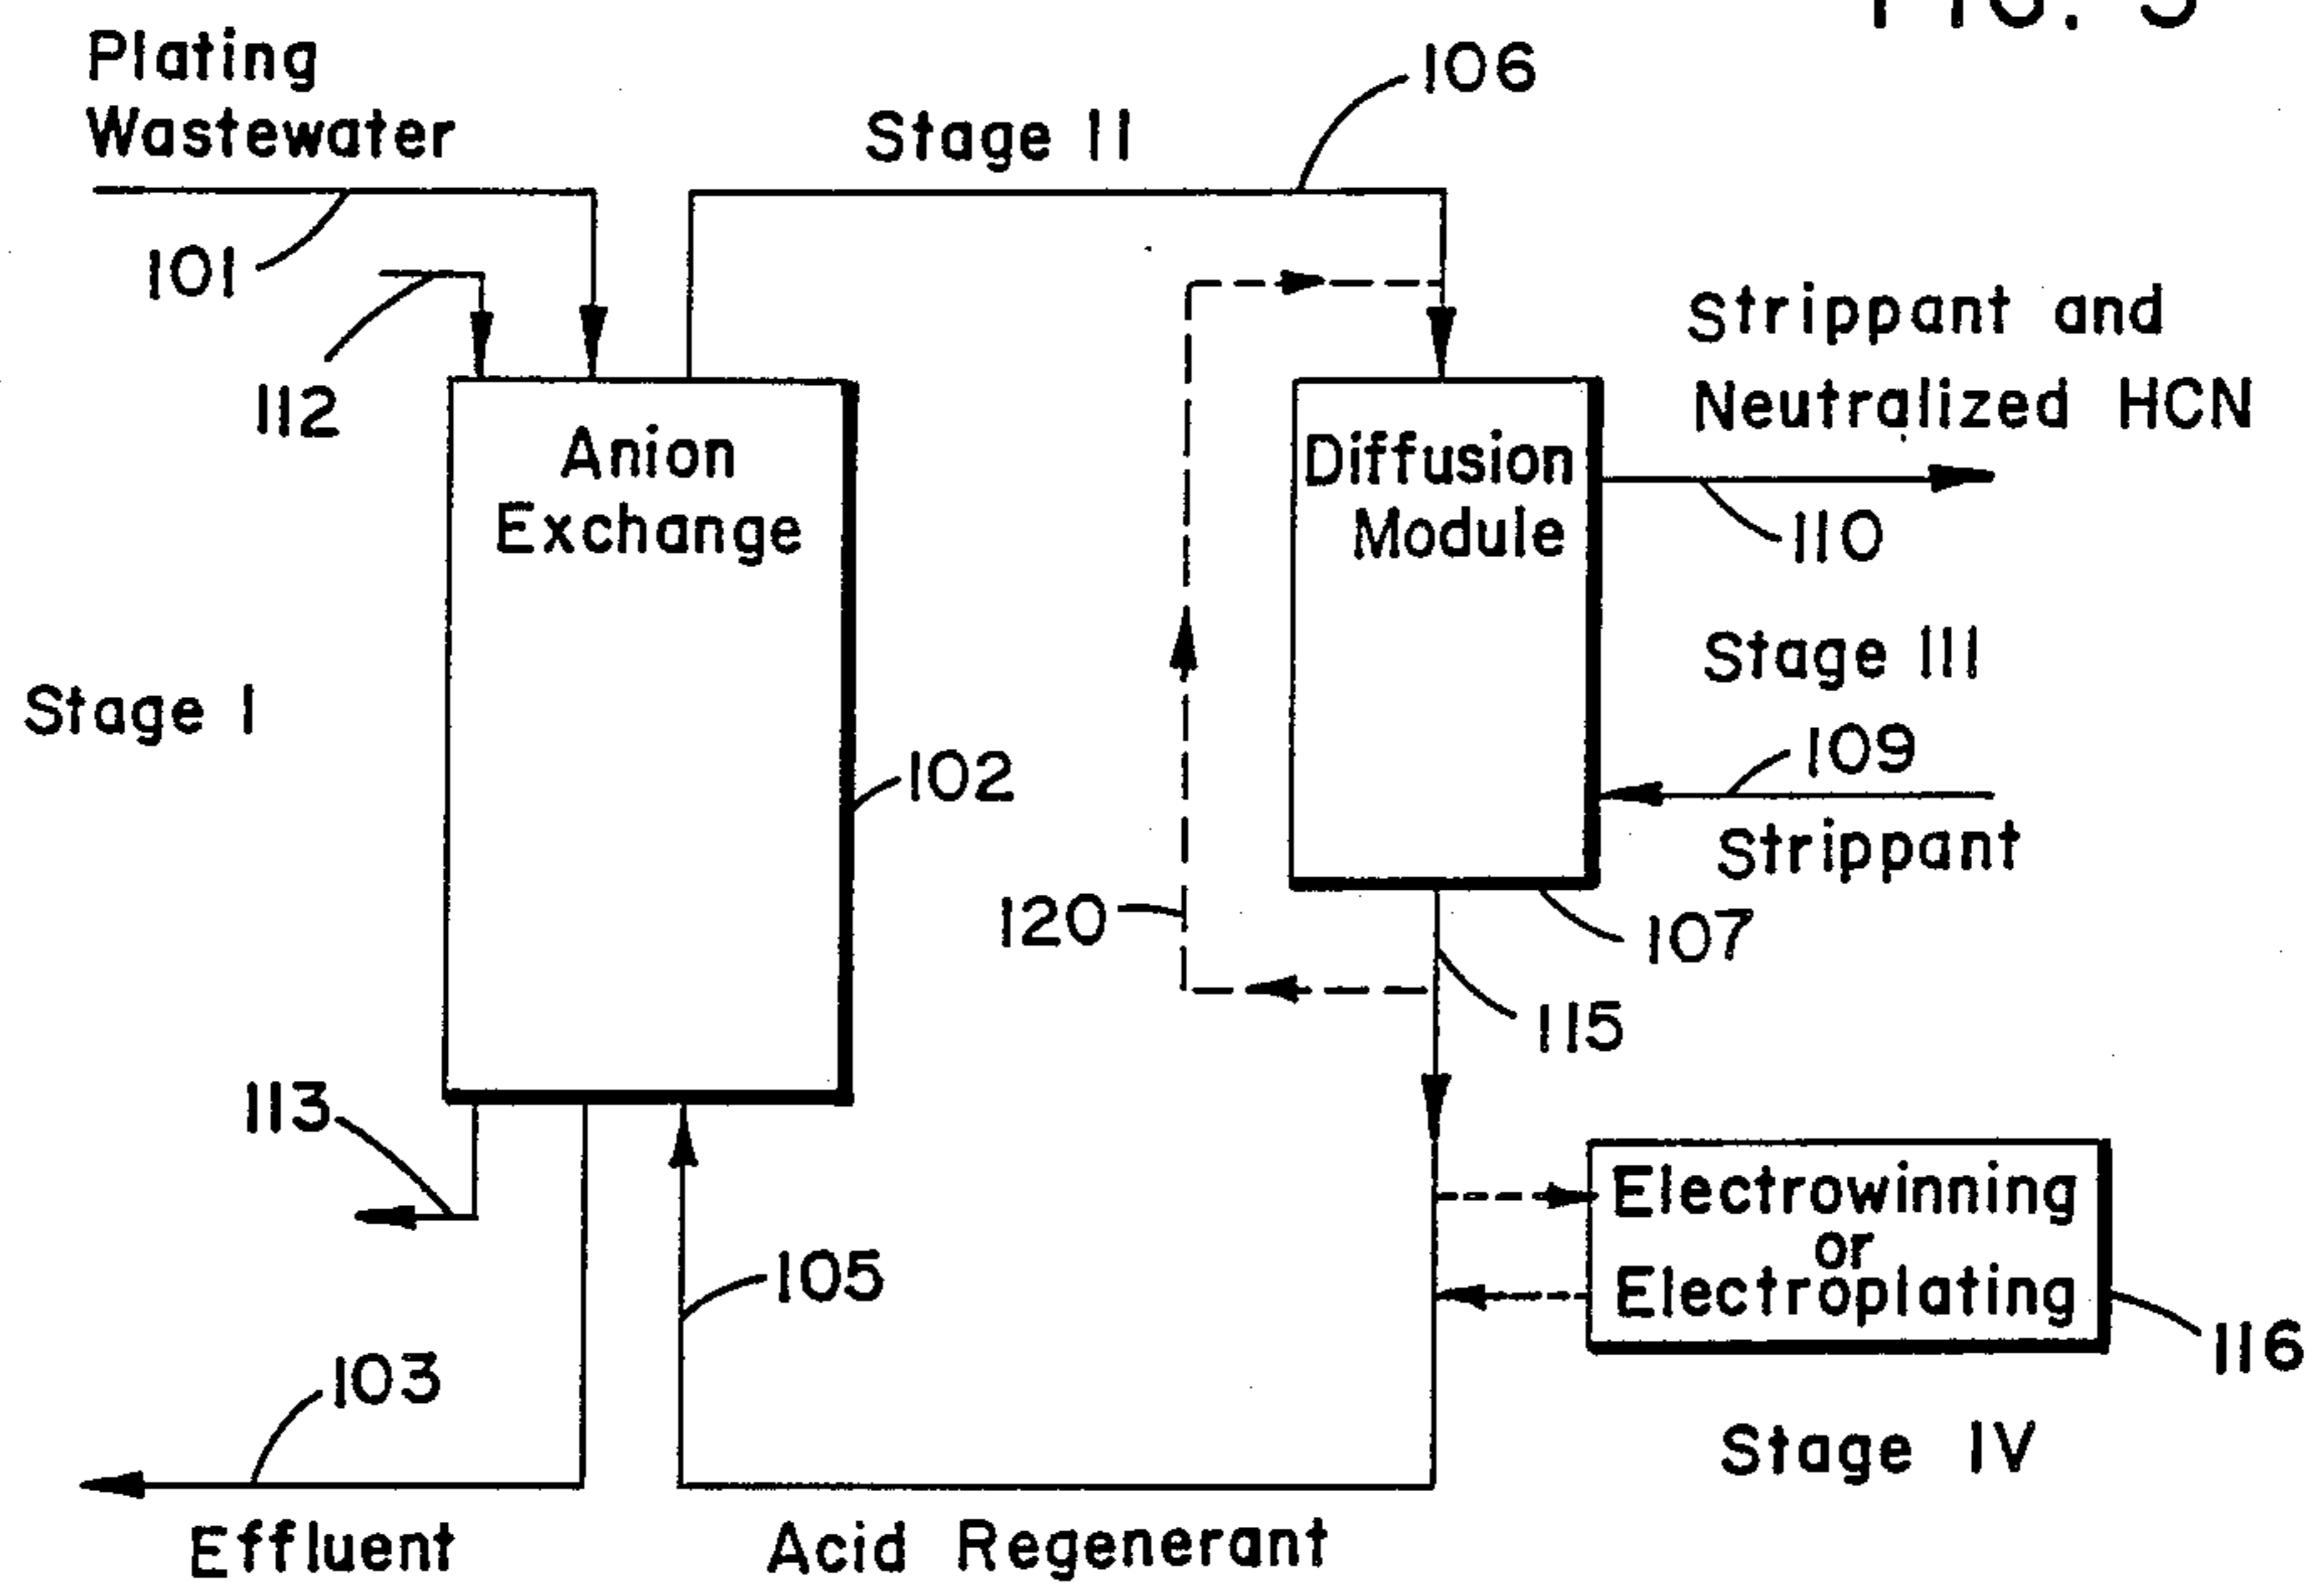 Plating
Wastewater
106
Stage II
101
112
Strippant and
Neutralized HCN
Anion
Exchange
Diffusion
Module
110
Stage III
Stage I
109
102
Strippant
120
107
115
113
Electrowinning
or
Electroplating
105
116
103
Stage IV
Effluent
Acid Regenerant